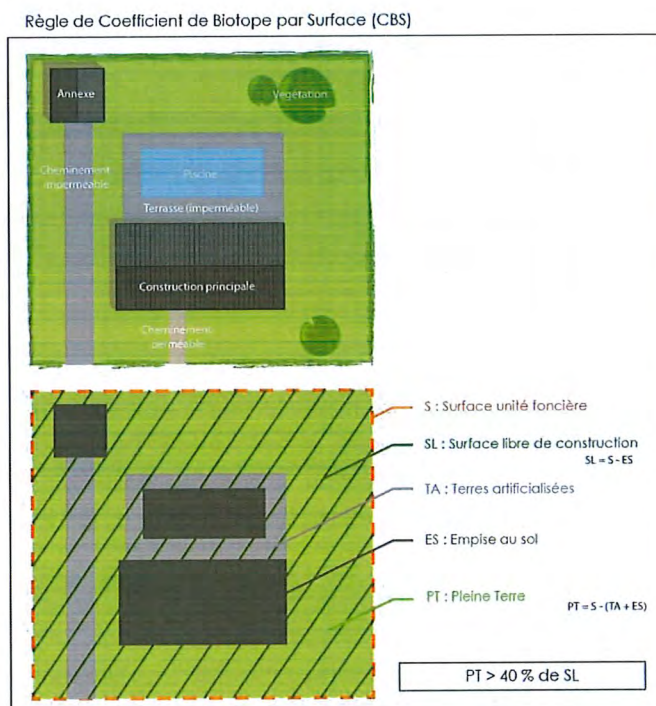 Règle de Coefficient de Biotope par Surface (CBS)
Annexe
Végétation
Cheminement
imperméable
Piscine
Terrasse (imperméable)
Construction principale
Cheminement
perméable
S : Surface unité foncière
SL : Surface libre de construction
SL = S - ES
TA : Terres artificialisées
ES : Empise au sol
PT : Pleine Terre
PT = S - (TA + ES)
PT > 40 % de SL